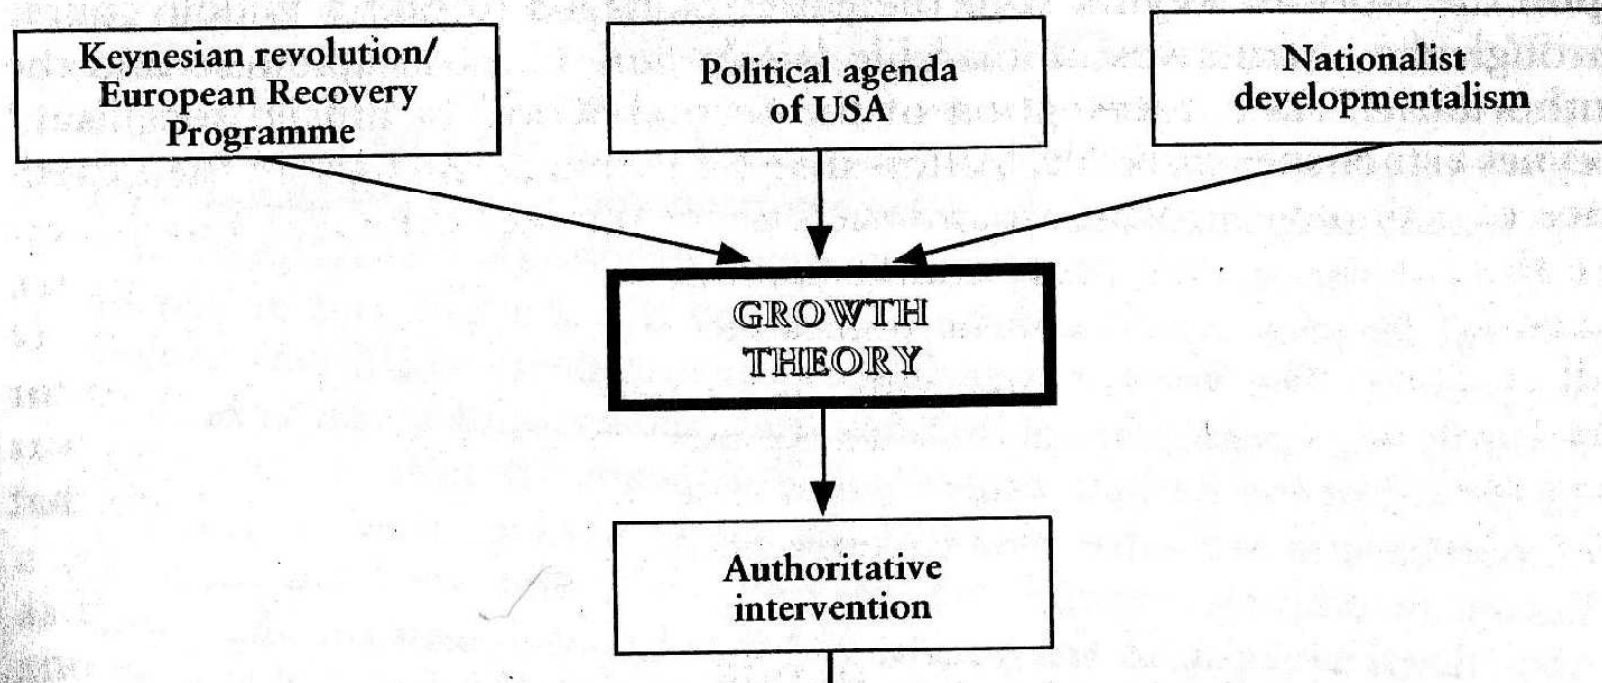 Keynesian revolution/
European Recovery
Programme
Political agenda
of USA
Nationalist
developmentalism
GROWTH
THEORY
Authoritative
intervention